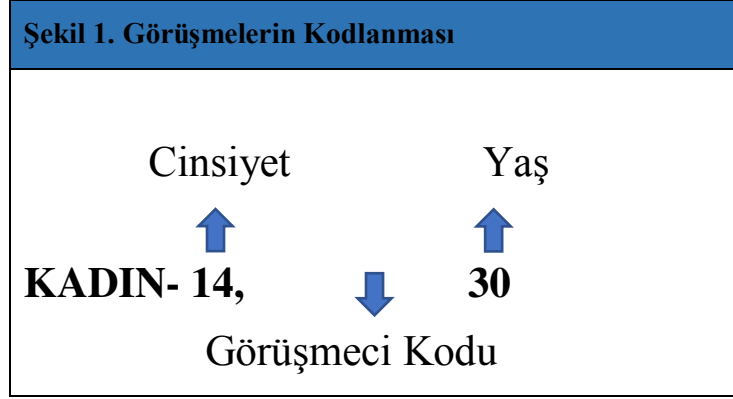 Şekil 1. Görüşmelerin Kodlanması
Cinsiyet Yaş
KADIN- 14, 30
Görüşmeci Kodu